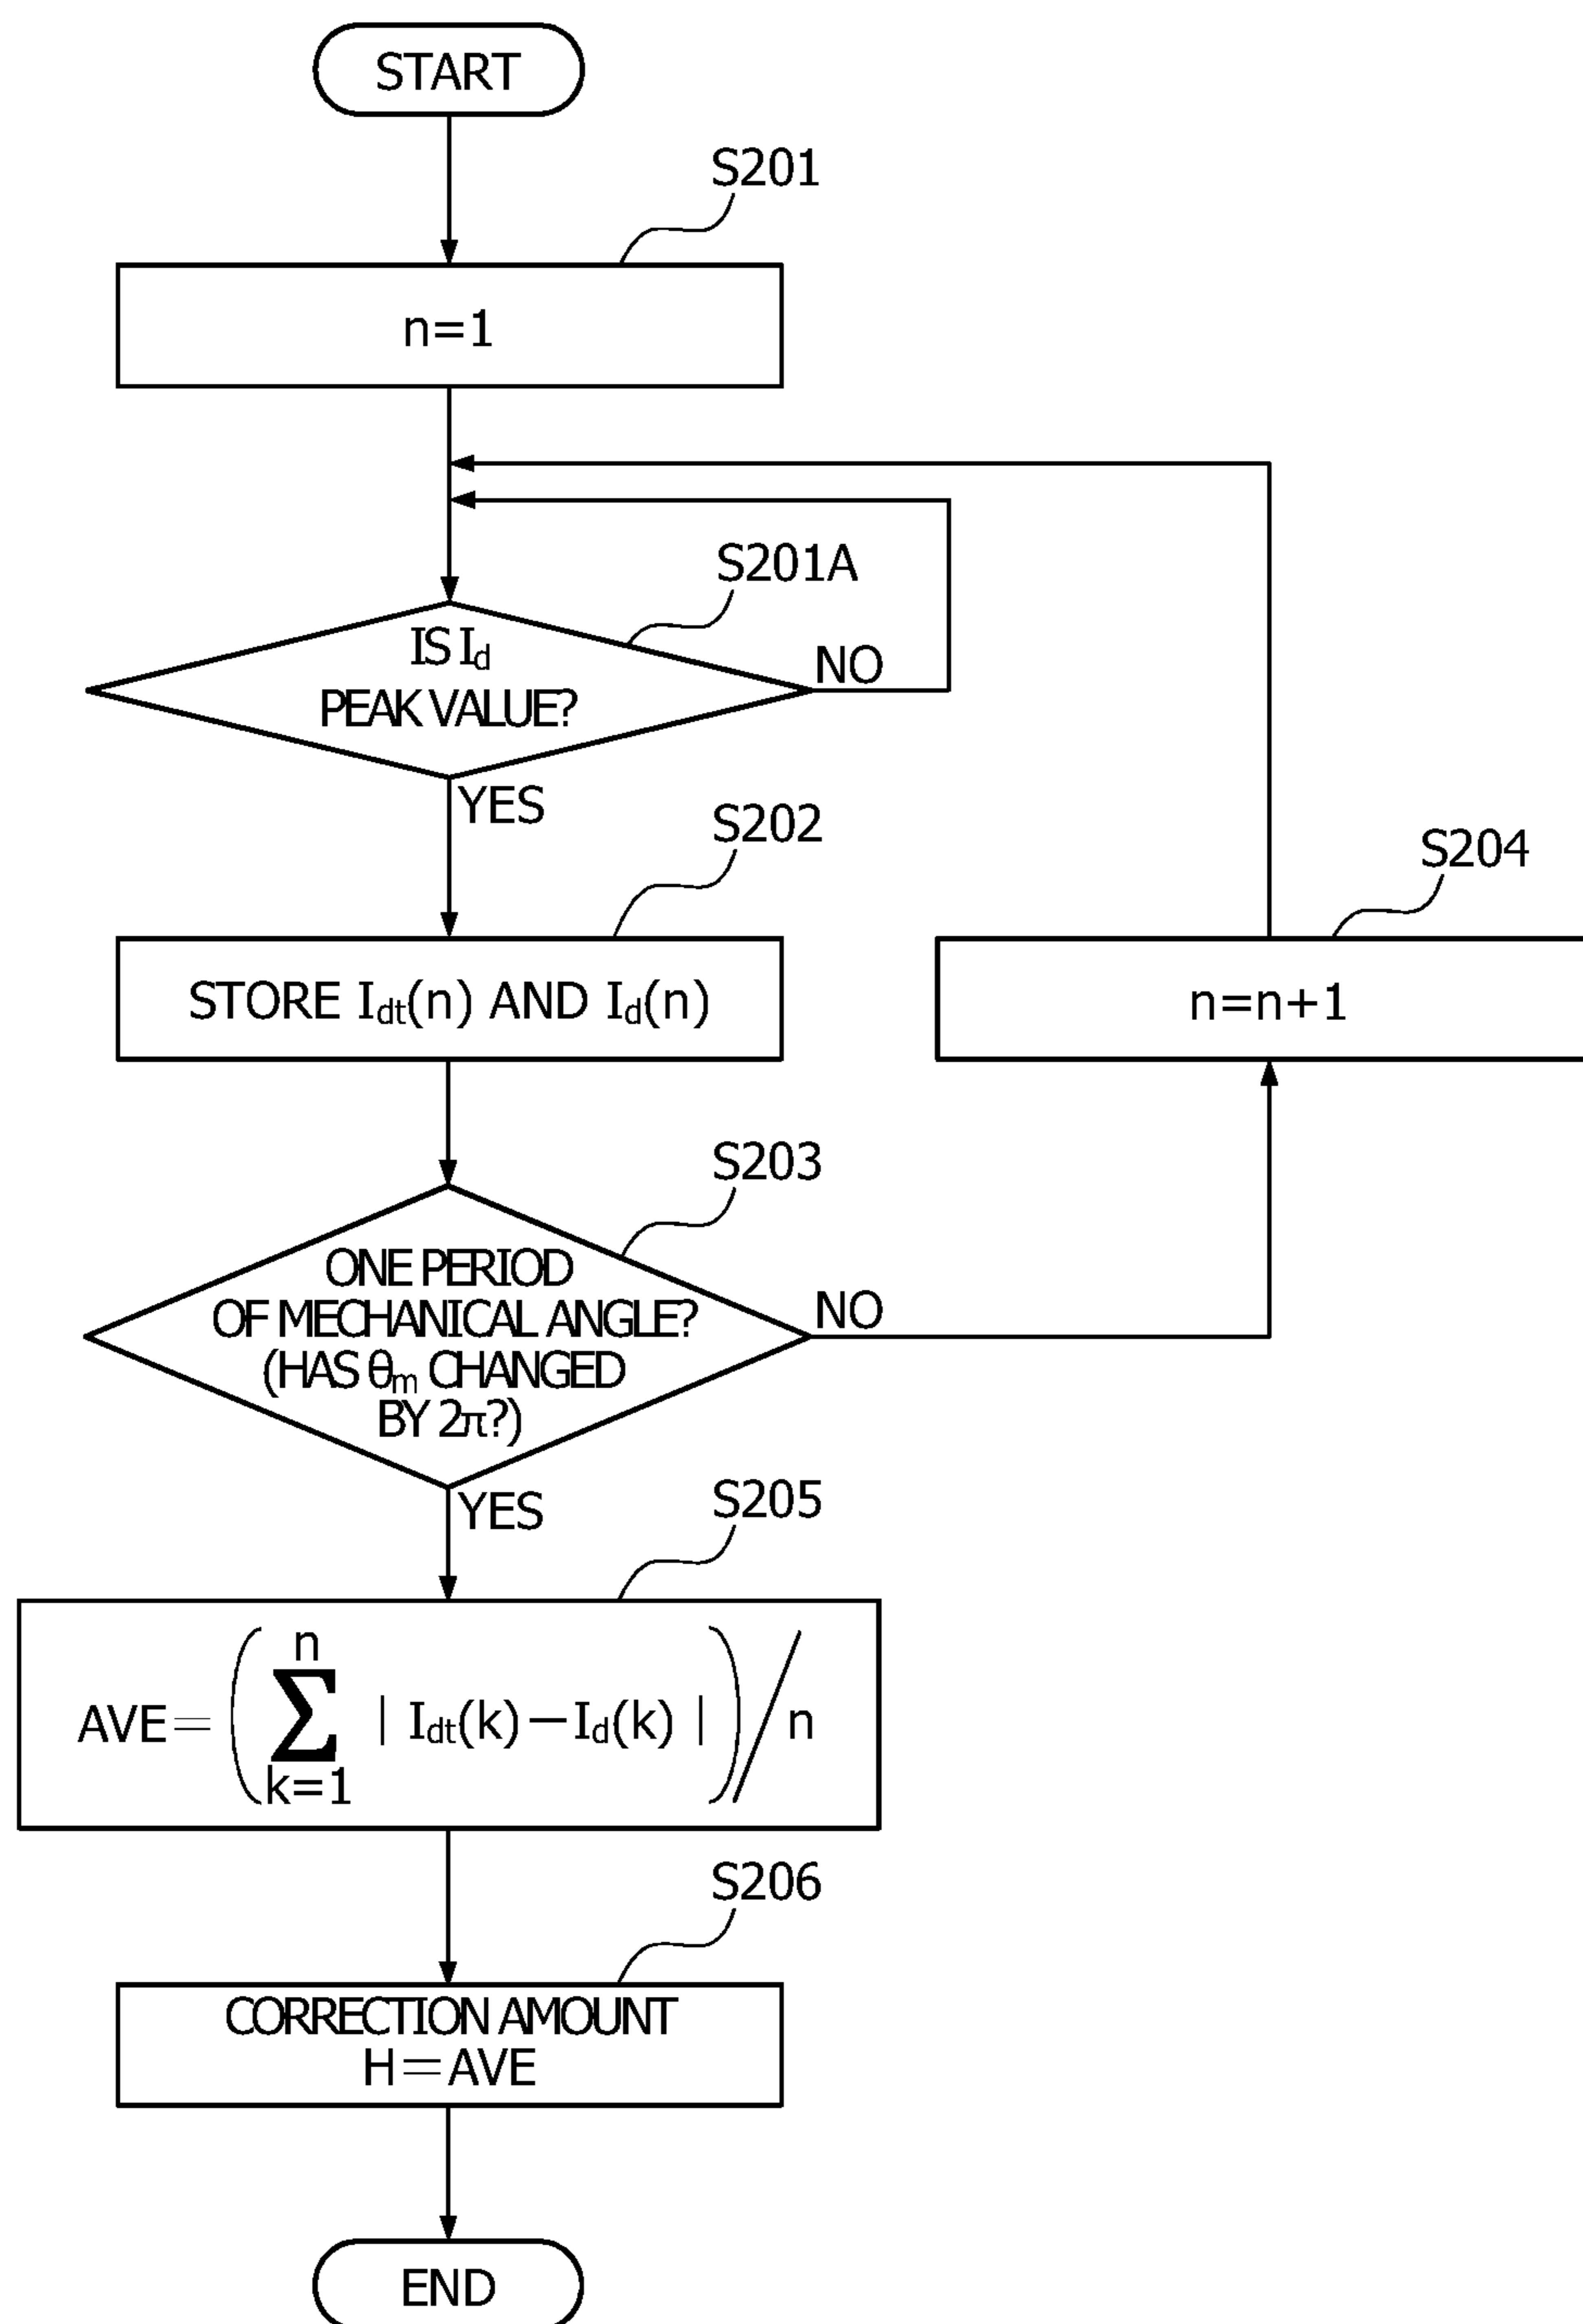 START
S201
n=1
S201A
IS Id
PEAK VALUE?
NO
YES
S202
STORE Idt(n) AND Id(n)
S204
n=n+1
S203
ONE PERIOD
OF MECHANICAL ANGLE?
(HAS θm CHANGED
BY 2π?)
NO
YES
S205
AVE=(∑k=1n |Idt(k)−Id(k)|)/n
S206
CORRECTION AMOUNT
H=AVE
END